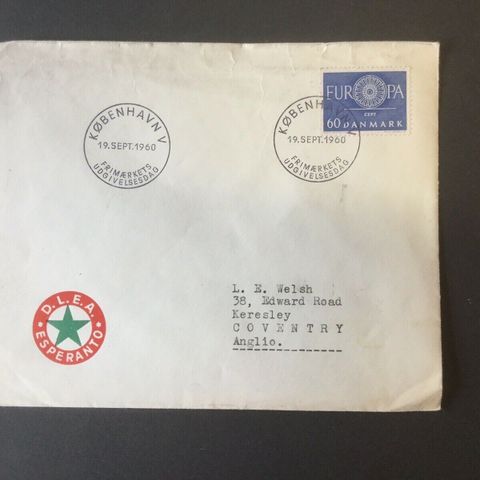 KØBENHAVN V
19.SEPT.1960
FRIMÆRKETS
UDGIVELSESDAG
KØBENHAVN V
19.SEPT.1960
FRIMÆRKETS
UDGIVELSESDAG
EUROPA
CEPT
60 DANMARK
L. E. Welsh
38, Edward Road
Keresley
COVENTRY
Anglio.
D.L.E.A.
ESPERANTO